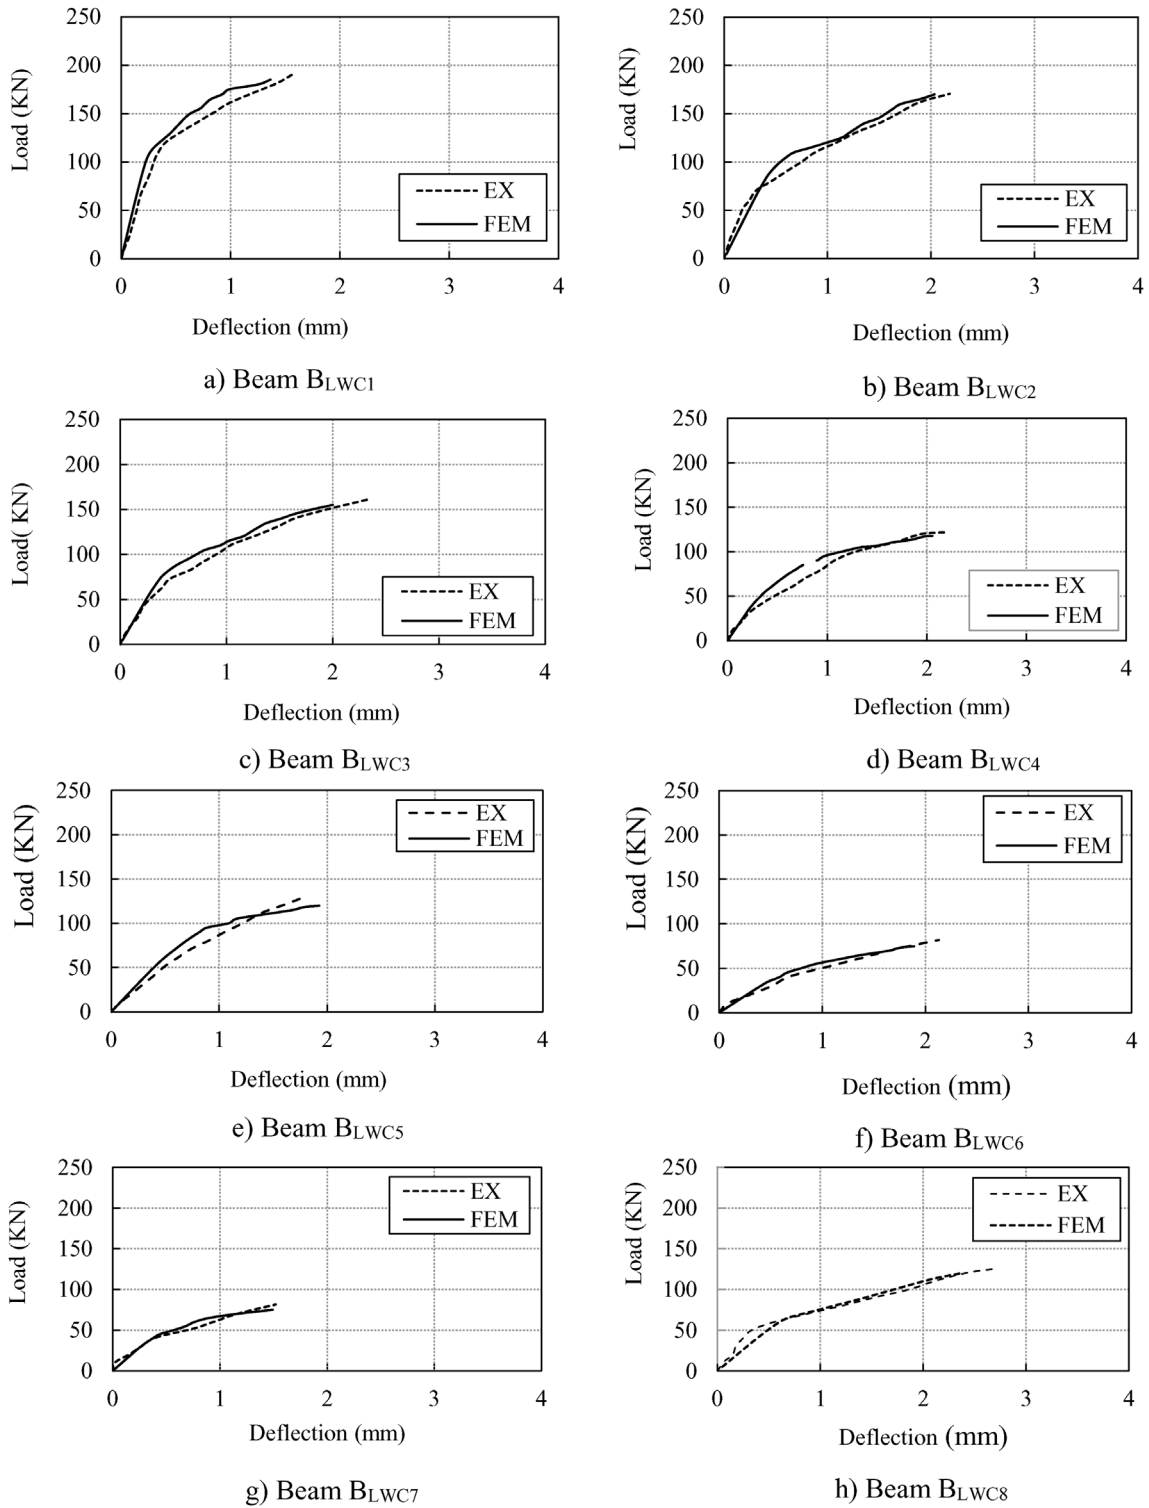 250
200
150
100
50
0
Load (KN)
EX
FEM
0 1 2 3 4
Deflection (mm)
a) Beam BLWC1
250
200
150
100
50
0
Load (KN)
EX
FEM
0 1 2 3 4
Deflection (mm)
b) Beam BLWC2
250
200
150
100
50
0
Load( KN)
EX
FEM
0 1 2 3 4
Deflection (mm)
c) Beam BLWC3
250
200
150
100
50
0
Load (KN)
EX
FEM
0 1 2 3 4
Deflection (mm)
d) Beam BLWC4
250
200
150
100
50
0
Load (KN)
EX
FEM
0 1 2 3 4
Deflection (mm)
e) Beam BLWC5
250
200
150
100
50
0
Load (KN)
EX
FEM
0 1 2 3 4
Deflection (mm)
f) Beam BLWC6
250
200
150
100
50
0
Load (KN)
EX
FEM
0 1 2 3 4
Deflection (mm)
g) Beam BLWC7
250
200
150
100
50
0
Load (KN)
EX
FEM
0 1 2 3 4
Deflection (mm)
h) Beam BLWC8